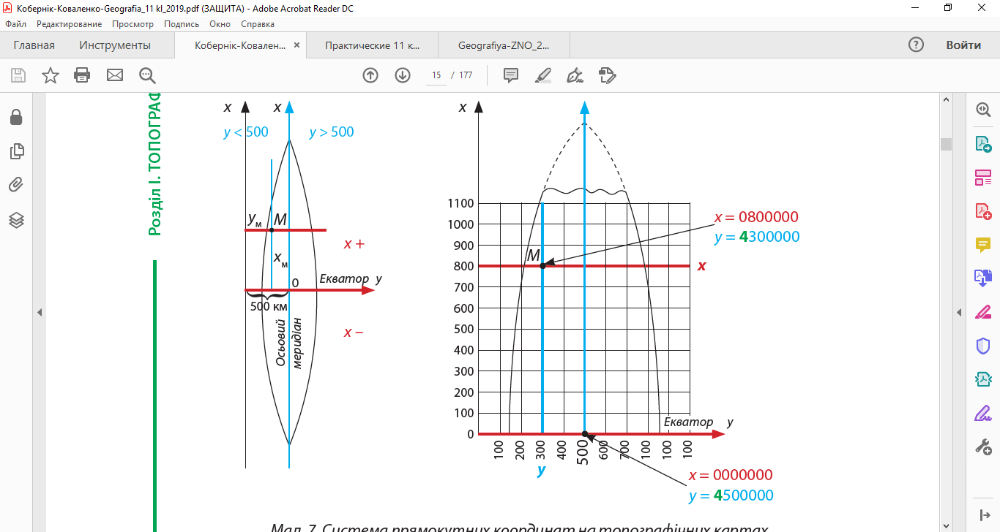 Кобернік-Коваленко-Geografia_11 kl_2019.pdf (ЗАЩИТА) - Adobe Acrobat Reader DC
Файл Редактирование Просмотр Подпись Окно Справка
Главная Инструменты Кобернік-Ковален... × Практические 11 к... Geografiya-ZNO_2... Войти
15 / 177
Розділ І. ТОПОГРАФ
x x
y < 500 y > 500
yм M
x +
xм
0 Екватор y
500 км
Осьовий
меридіан
x –
x
1100
1000
900
800
700
600
500
400
300
200
100
0
M
x
x = 0800000
y = 4300000
Екватор y
100 200 300 400 500 600 700 100 100 100
y
x = 0000000
y = 4500000
Мал. 7. Система прямокутних координат на топографічних картах